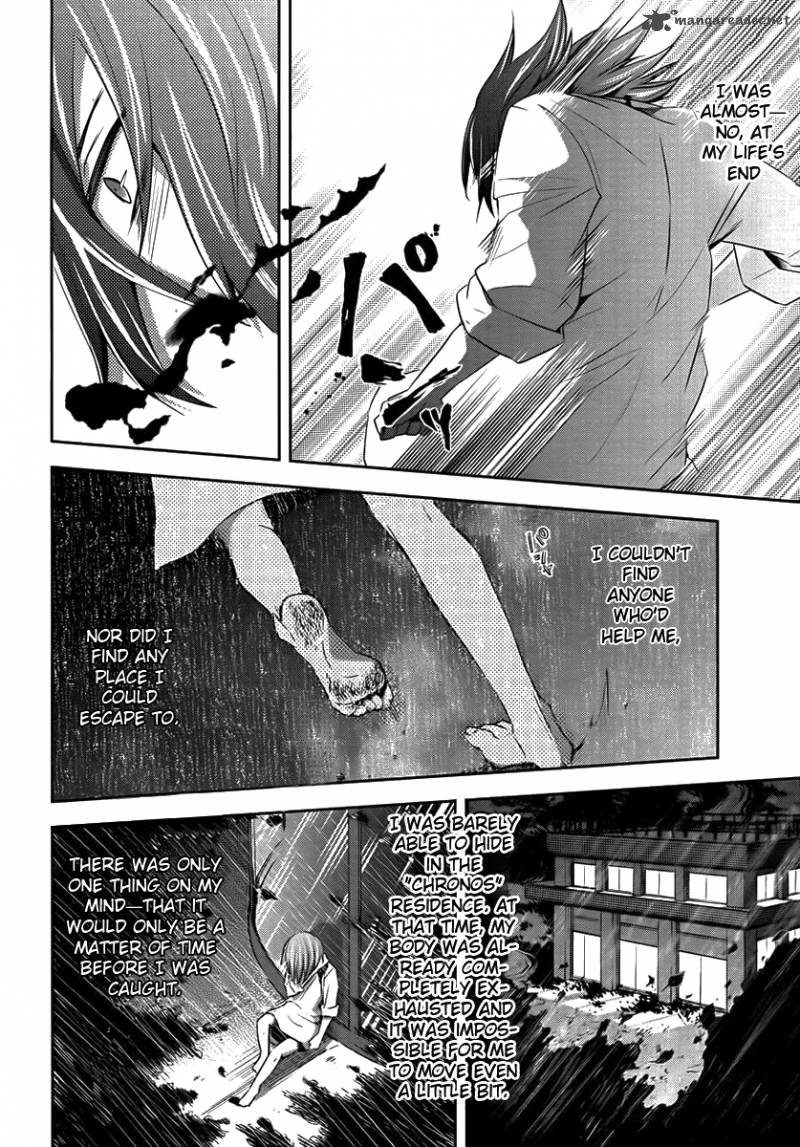 mangareader.net
I WAS
ALMOST—
NO, AT
MY LIFE'S
END
バッ
I COULDN'T
FIND
ANYONE
WHO'D
HELP ME,
NOR DID I
FIND ANY
PLACE I
COULD
ESCAPE TO.
I WAS BARELY
ABLE TO HIDE
IN THE
"CHRONOS"
RESIDENCE. AT
THAT TIME, MY
BODY WAS AL-
READY COM-
PLETELY EX-
HAUSTED AND
IT WAS IMPOS-
SIBLE FOR ME
TO MOVE EVEN
A LITTLE BIT.
THERE WAS ONLY
ONE THING ON MY
MIND—THAT IT
WOULD ONLY BE A
MATTER OF TIME
BEFORE I WAS
CAUGHT.